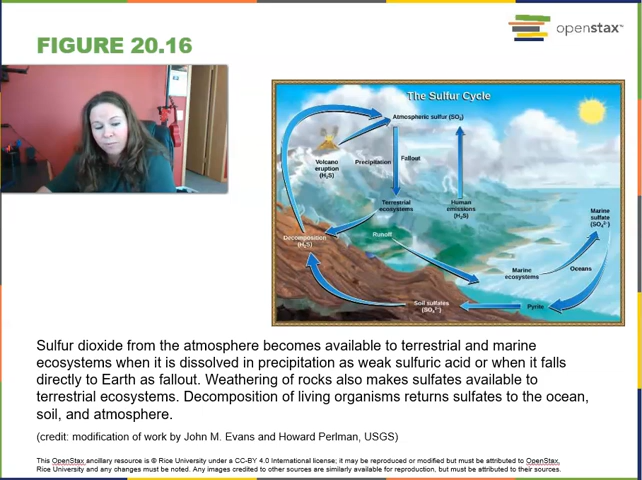 FIGURE 20.16
openstax™
The Sulfur Cycle
Atmospheric sulfur (SO₂)
Volcano
eruption
(H₂S)
Precipitation
Fallout
Terrestrial
ecosystems
Human
emissions
(H₂S)
Marine
sulfate
(SO₄²⁻)
Decomposition
(H₂S)
Runoff
Marine
ecosystems
Oceans
Soil sulfates
(SO₄²⁻)
Pyrite
Sulfur dioxide from the atmosphere becomes available to terrestrial and marine
ecosystems when it is dissolved in precipitation as weak sulfuric acid or when it falls
directly to Earth as fallout. Weathering of rocks also makes sulfates available to
terrestrial ecosystems. Decomposition of living organisms returns sulfates to the ocean,
soil, and atmosphere.
(credit: modification of work by John M. Evans and Howard Perlman, USGS)
This OpenStax ancillary resource is © Rice University under a CC-BY 4.0 International license; it may be reproduced or modified but must be attributed to OpenStax,
Rice University and any changes must be noted. Any images credited to other sources are similarly available for reproduction, but must be attributed to their sources.